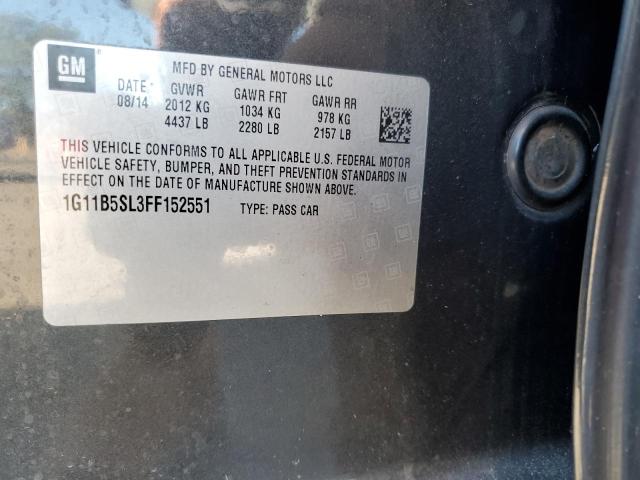 GM
MFD BY GENERAL MOTORS LLC
DATE GVWR GAWR FRT GAWR RR
08/14 2012 KG 1034 KG 978 KG
4437 LB 2280 LB 2157 LB
THIS VEHICLE CONFORMS TO ALL APPLICABLE U.S. FEDERAL MOTOR
VEHICLE SAFETY, BUMPER, AND THEFT PREVENTION STANDARDS IN
EFFECT ON THE DATE OF MANUFACTURE SHOWN ABOVE.
1G11B5SL3FF152551 TYPE: PASS CAR